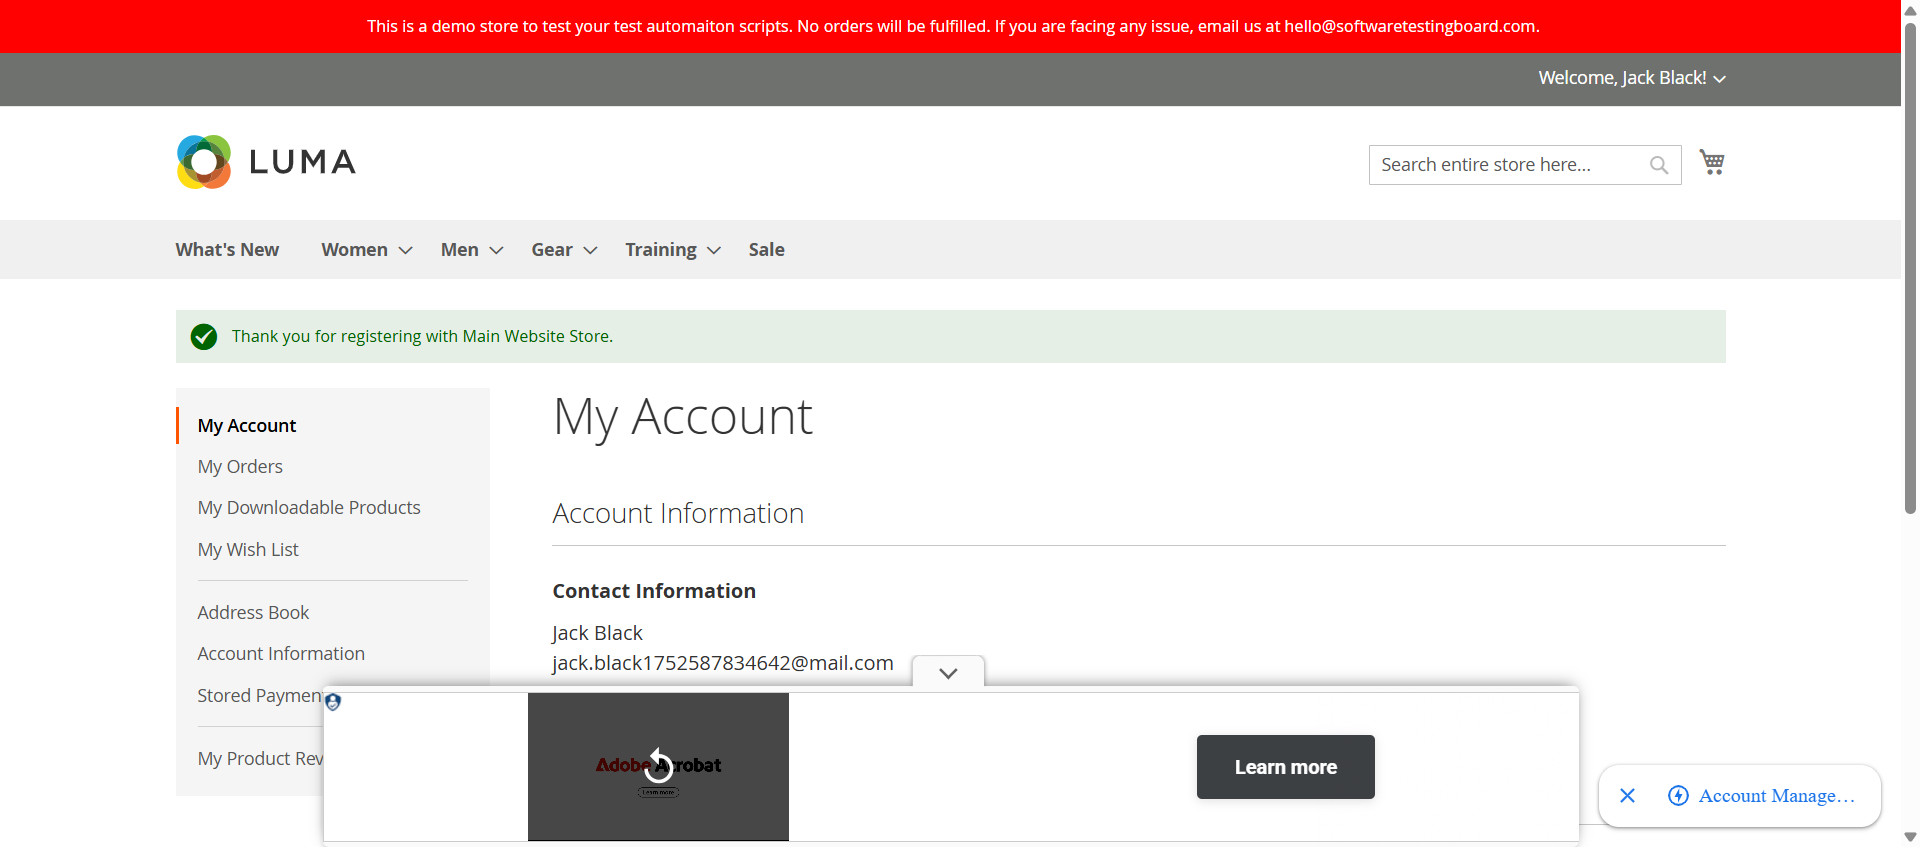 This is a demo store to test your test automaiton scripts. No orders will be fulfilled. If you are facing any issue, email us at hello@softwaretestingboard.com.
Welcome, Jack Black!
LUMA
Search entire store here...
What's New Women Men Gear Training Sale
Thank you for registering with Main Website Store.
My Account
My Orders
My Downloadable Products
My Wish List
Address Book
Account Information
Stored Paymen
My Product Rev
My Account
Account Information
Contact Information
Jack Black
jack.black1752587834642@mail.com
Adobe Acrobat
Learn more
Learn more
Account Manage...